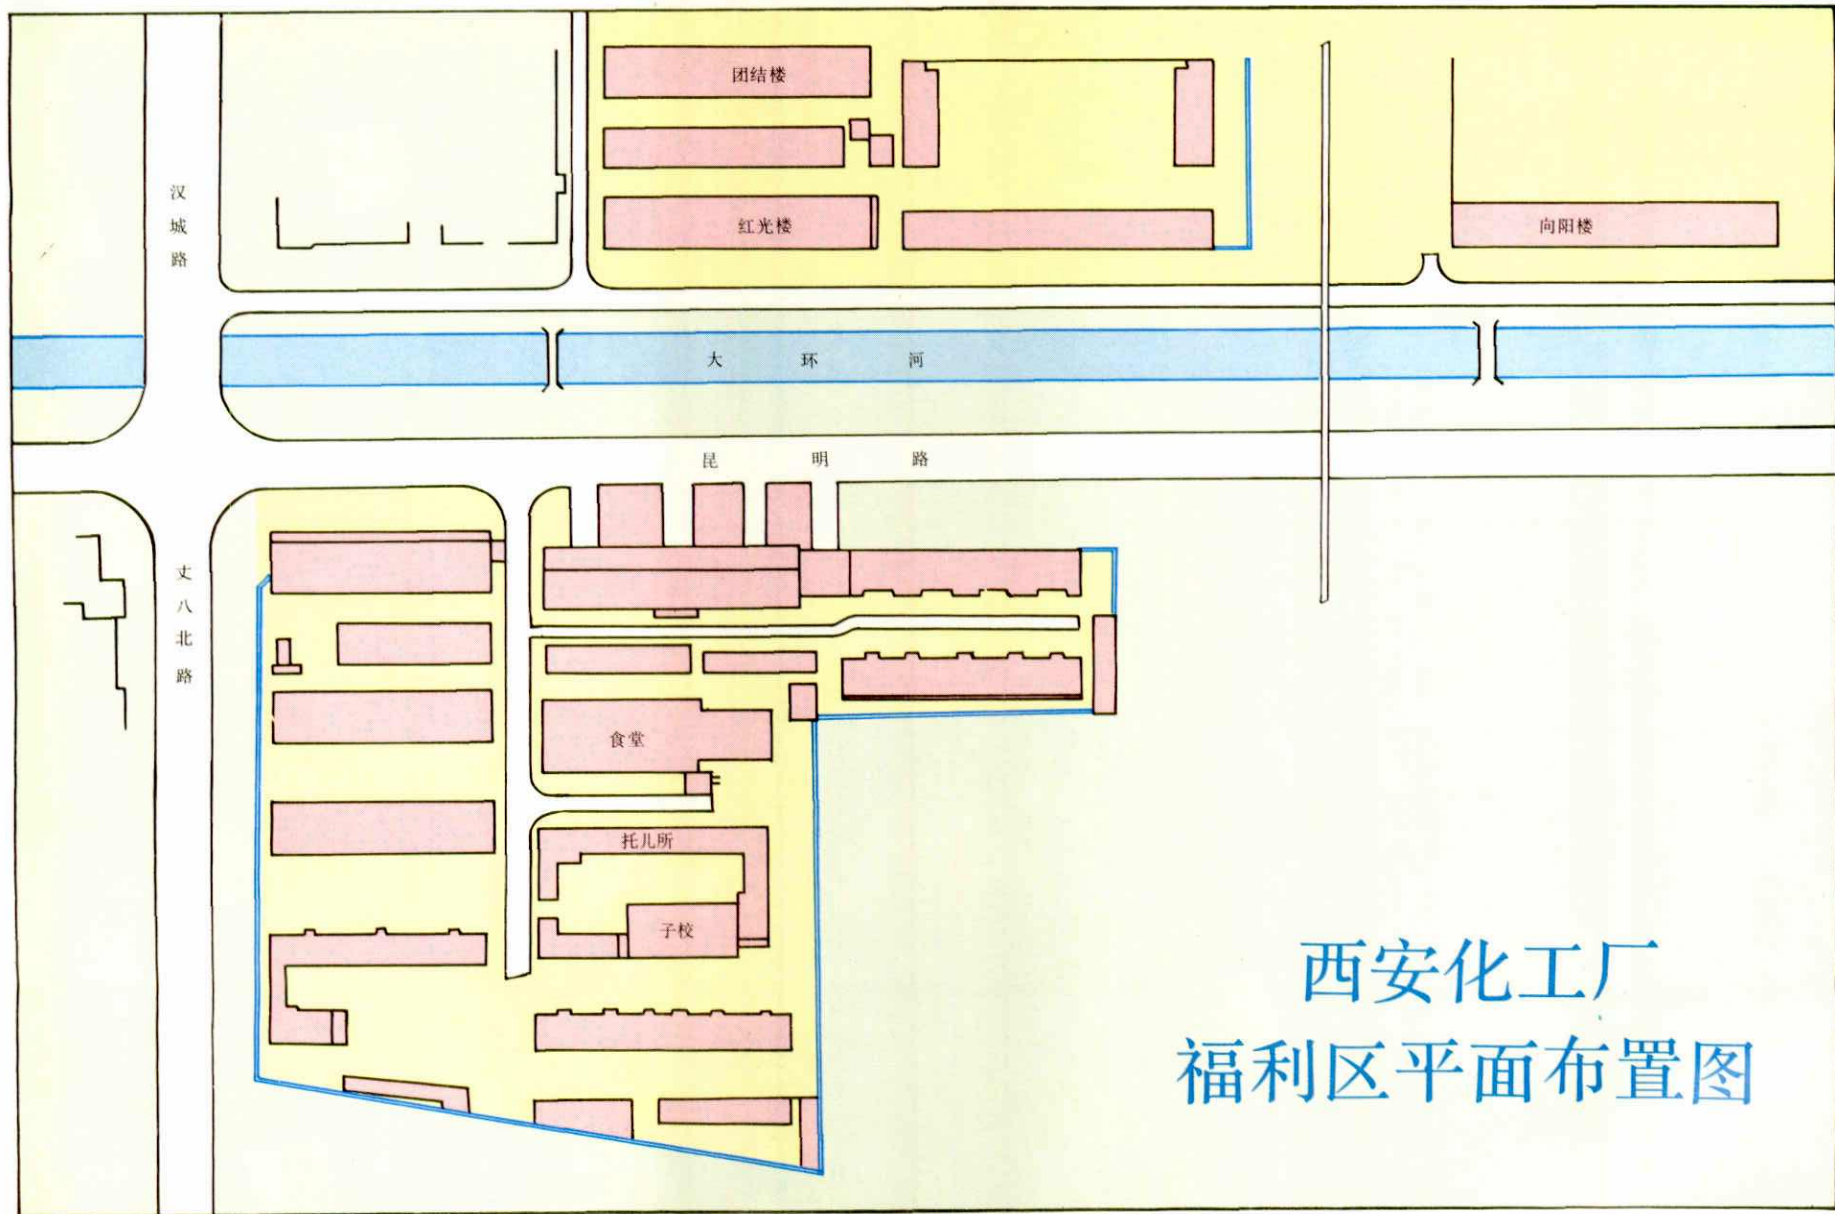 团结楼
汉城路
红光楼
向阳楼
大环河
昆明路
丈八北路
食堂
托儿所
子校
西安化工厂
福利区平面布置图